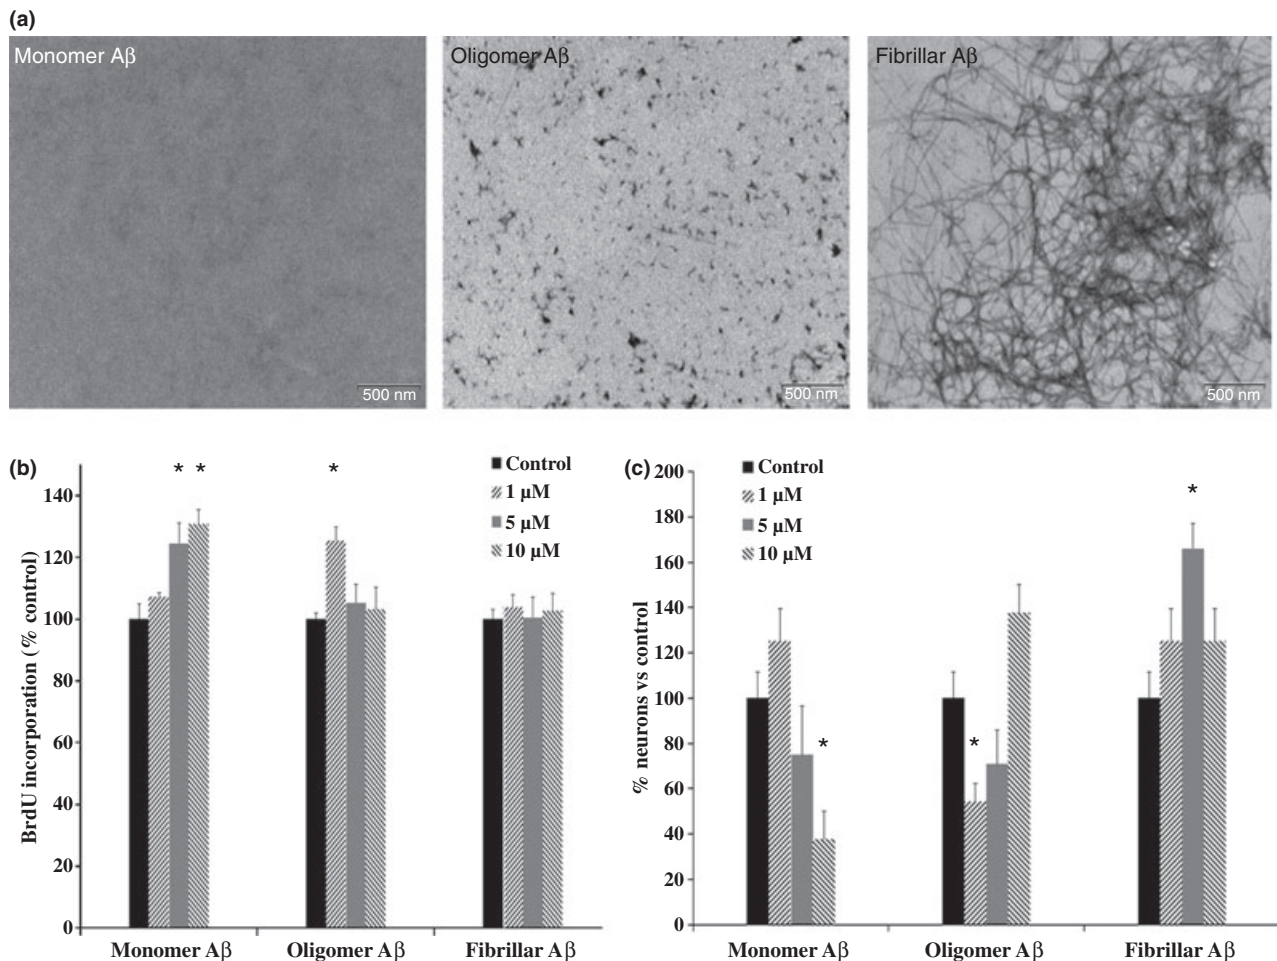 (a)
Monomer Aβ
Oligomer Aβ
Fibrillar Aβ
500 nm
500 nm
500 nm
(b)
140
120
100
80
60
40
20
0
BrdU incorporation (% control)
* *
*
Control
1 µM
5 µM
10 µM
Monomer Aβ
Oligomer Aβ
Fibrillar Aβ
(c)
200
180
160
140
120
100
80
60
40
20
0
% neurons vs control
Control
1 µM
5 µM
10 µM
*
*
*
Monomer Aβ
Oligomer Aβ
Fibrillar Aβ